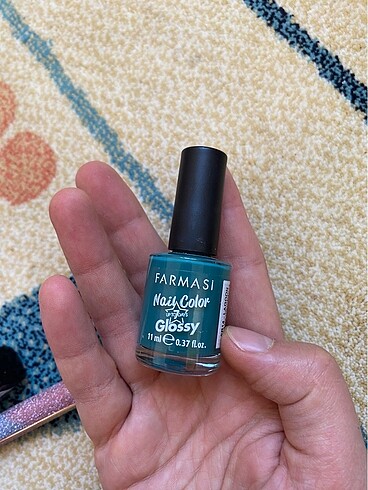 FARMASi
Nail Color
Glossy
11 ml ℮ 0.37 fl.oz.